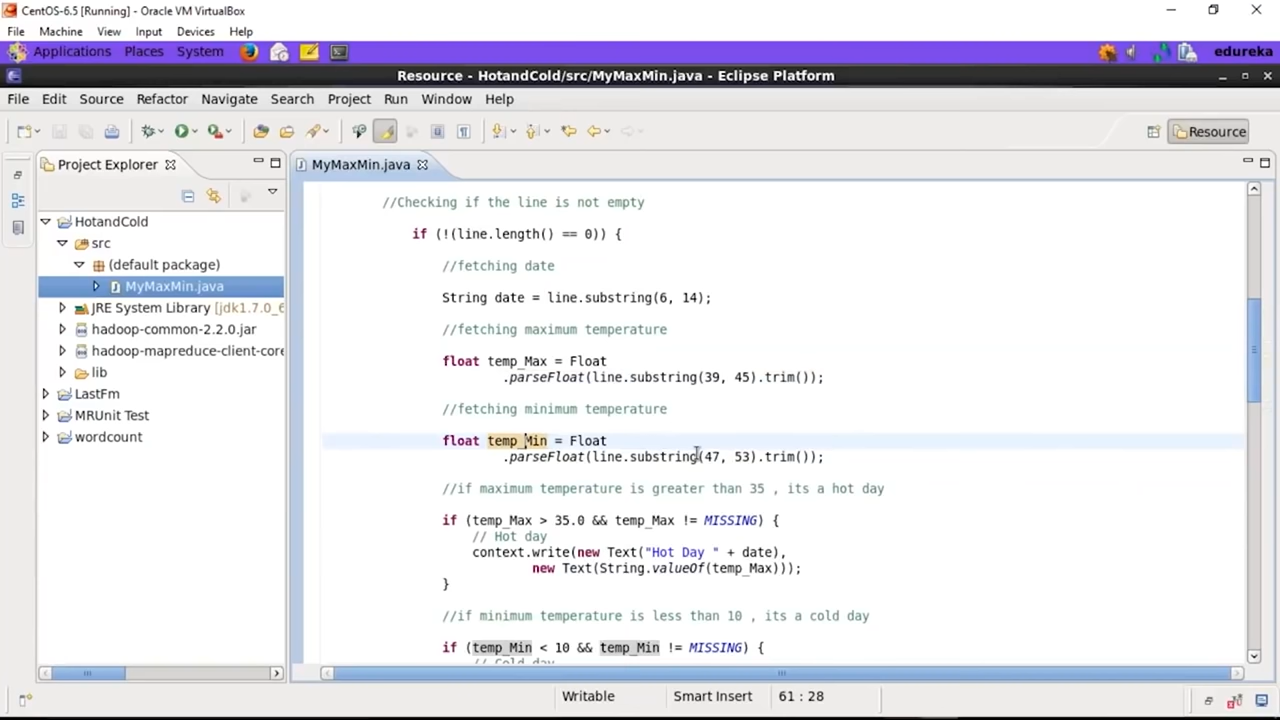 CentOS-6.5 [Running] - Oracle VM VirtualBox
File Machine View Input Devices Help
Applications Places System edureka
Resource - HotandCold/src/MyMaxMin.java - Eclipse Platform
File Edit Source Refactor Navigate Search Project Run Window Help
Resource
Project Explorer
HotandCold
src
(default package)
MyMaxMin.java
JRE System Library [jdk1.7.0_6
hadoop-common-2.2.0.jar
hadoop-mapreduce-client-core
lib
LastFm
MRUnit Test
wordcount
MyMaxMin.java
//Checking if the line is not empty
if (!(line.length() == 0)) {
//fetching date
String date = line.substring(6, 14);
//fetching maximum temperature
float temp_Max = Float
.parseFloat(line.substring(39, 45).trim());
//fetching minimum temperature
float temp_Min = Float
.parseFloat(line.substring(47, 53).trim());
//if maximum temperature is greater than 35 , its a hot day
if (temp_Max > 35.0 && temp_Max != MISSING) {
// Hot day
context.write(new Text("Hot Day " + date),
new Text(String.valueOf(temp_Max)));
}
//if minimum temperature is less than 10 , its a cold day
if (temp_Min < 10 && temp_Min != MISSING) {
// Cold day
Writable Smart Insert 61 : 28